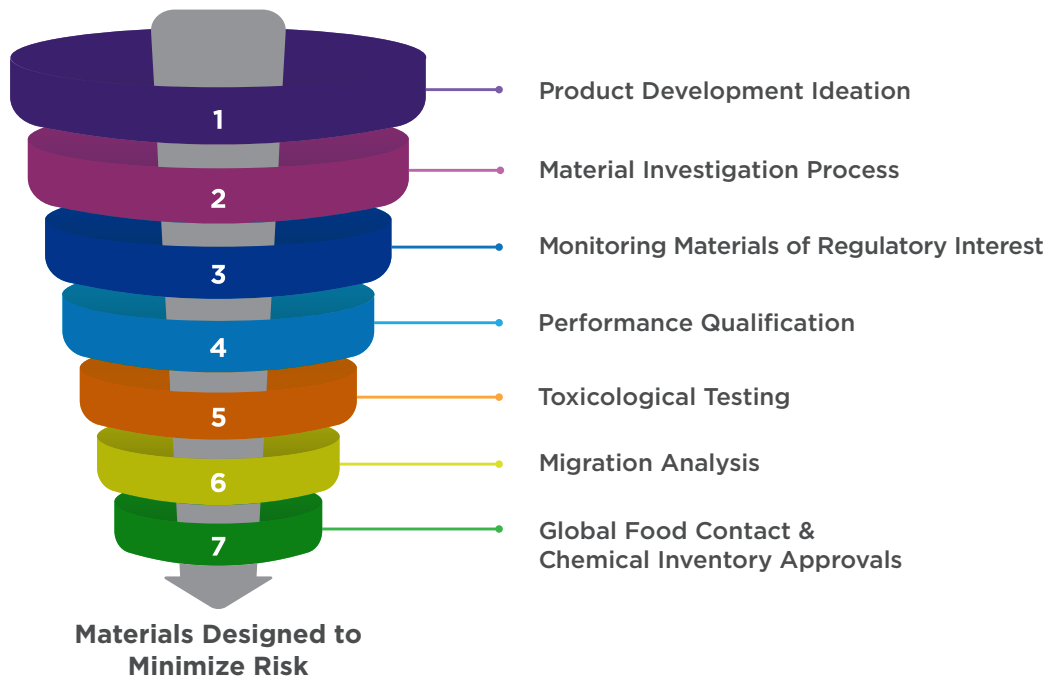 1
Product Development Ideation
2
Material Investigation Process
3
Monitoring Materials of Regulatory Interest
4
Performance Qualification
5
Toxicological Testing
6
Migration Analysis
7
Global Food Contact &
Chemical Inventory Approvals
Materials Designed to
Minimize Risk